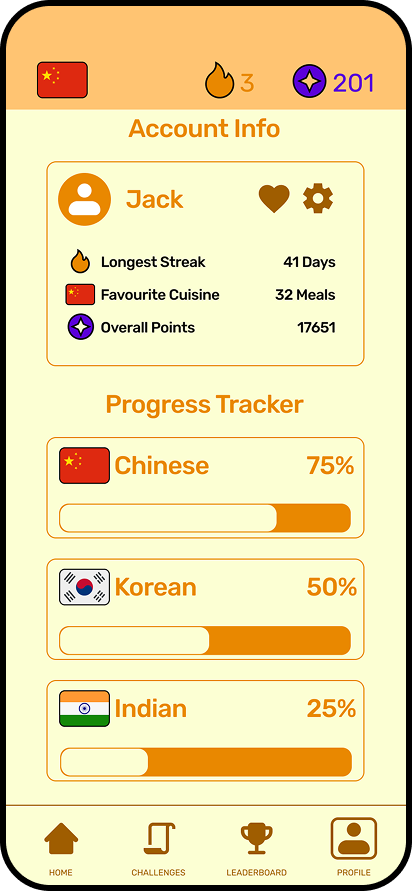 3 201
Account Info
Jack
Longest Streak 41 Days
Favourite Cuisine 32 Meals
Overall Points 17651
Progress Tracker
Chinese 75%
Korean 50%
Indian 25%
HOME CHALLENGES LEADERBOARD PROFILE